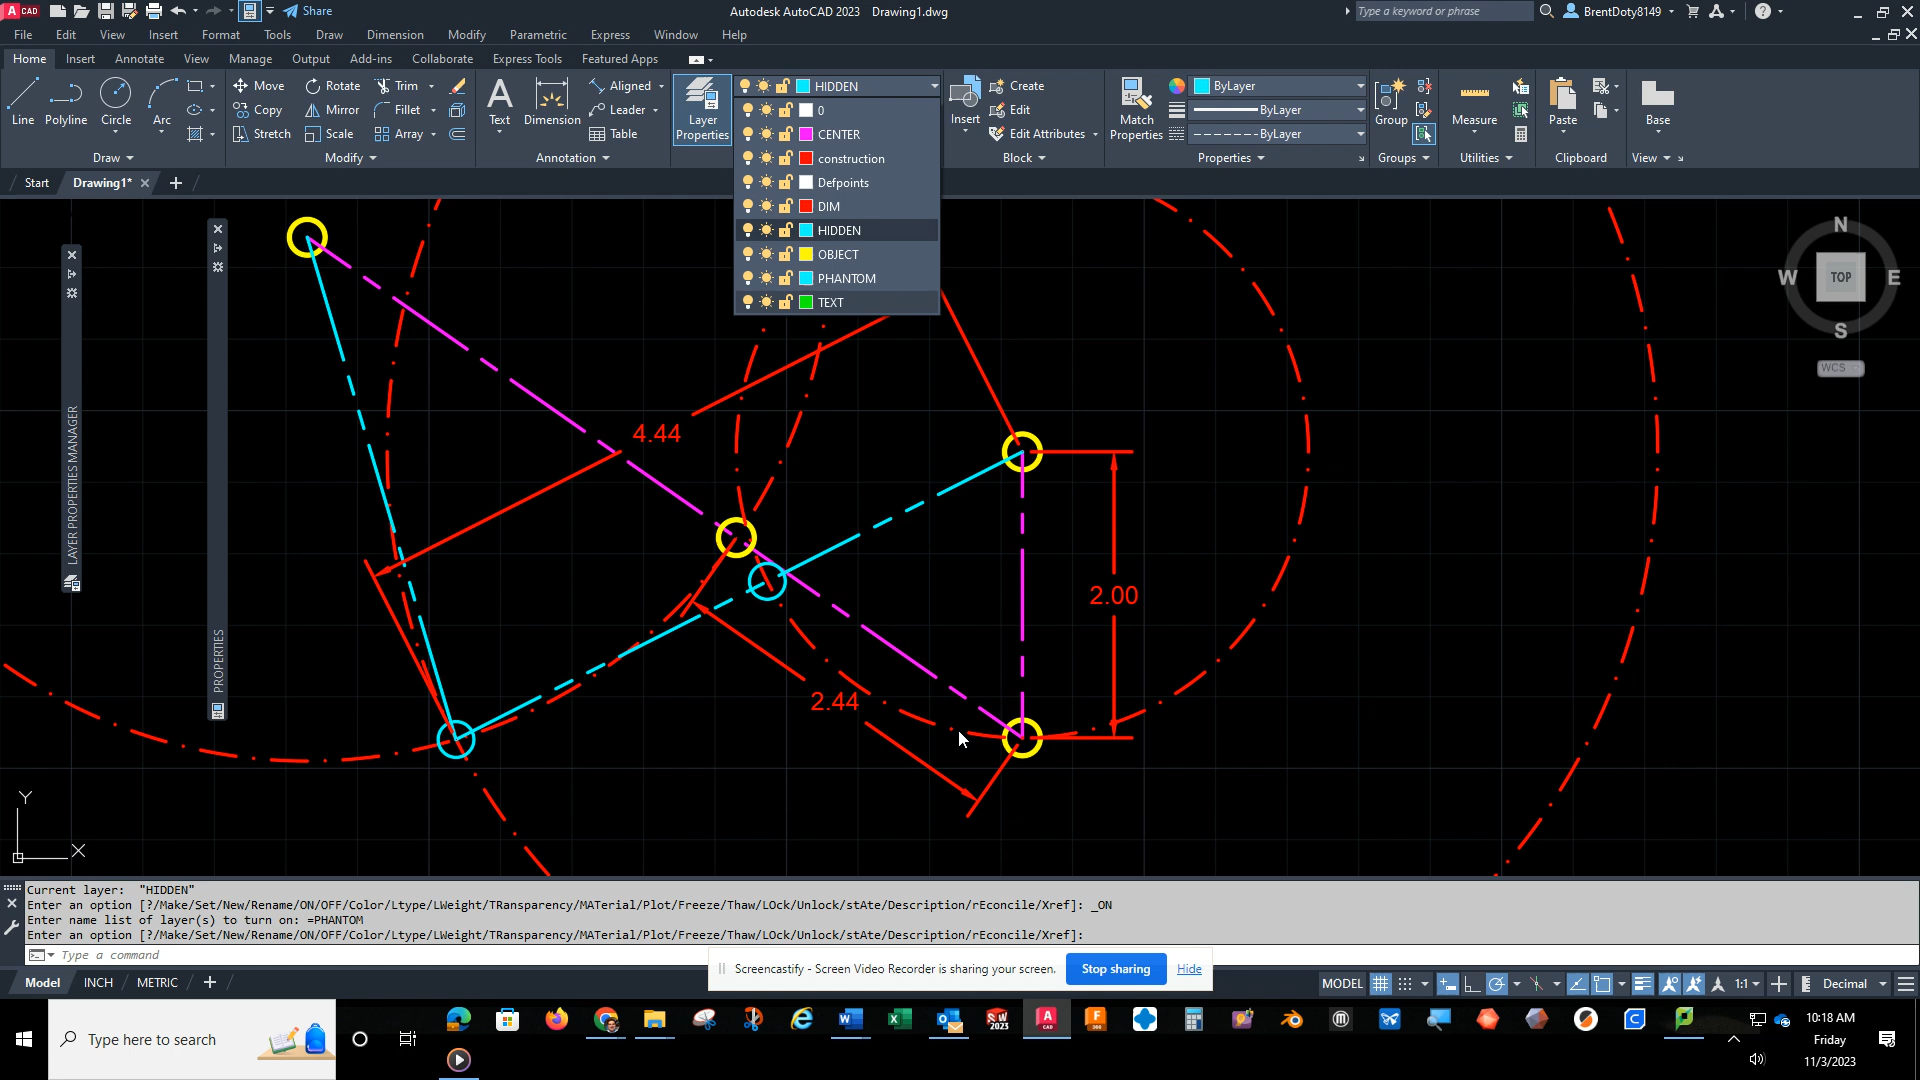 A CAD Share Autodesk AutoCAD 2023 Drawing1.dwg Type a keyword or phrase BrentDoty8149
File Edit View Insert Format Tools Draw Dimension Modify Parametric Express Window Help
Home Insert Annotate View Manage Output Add-ins Collaborate Express Tools Featured Apps
Line Polyline Circle Arc
Move Rotate Trim
Copy Mirror Fillet
Stretch Scale Array
Text Dimension
Aligned
Leader
Table
Layer
Properties
HIDDEN
0
CENTER
construction
Defpoints
DIM
HIDDEN
OBJECT
PHANTOM
TEXT
Insert
Create
Edit
Edit Attributes
Match
Properties
ByLayer
ByLayer
ByLayer
Group
Measure
Paste
Base
Draw Modify Annotation Block Properties Groups Utilities Clipboard View
Start Drawing1*
LAYER PROPERTIES MANAGER
PROPERTIES
N
W TOP E
S
WCS
4.44
2.00
2.44
Y
X
Current layer: "HIDDEN"
Enter an option [?/Make/Set/New/Rename/ON/OFF/Color/Ltype/LWeight/TRansparency/MATerial/Plot/Freeze/Thaw/LOck/Unlock/stAte/Description/rEconcile/Xref]: _ON
Enter name list of layer(s) to turn on: =PHANTOM
Enter an option [?/Make/Set/New/Rename/ON/OFF/Color/Ltype/LWeight/TRansparency/MATerial/Plot/Freeze/Thaw/LOck/Unlock/stAte/Description/rEconcile/Xref]:
Type a command
Screencastify - Screen Video Recorder is sharing your screen. Stop sharing Hide
Model INCH METRIC
MODEL 1:1 Decimal
Type here to search
10:18 AM
Friday
11/3/2023